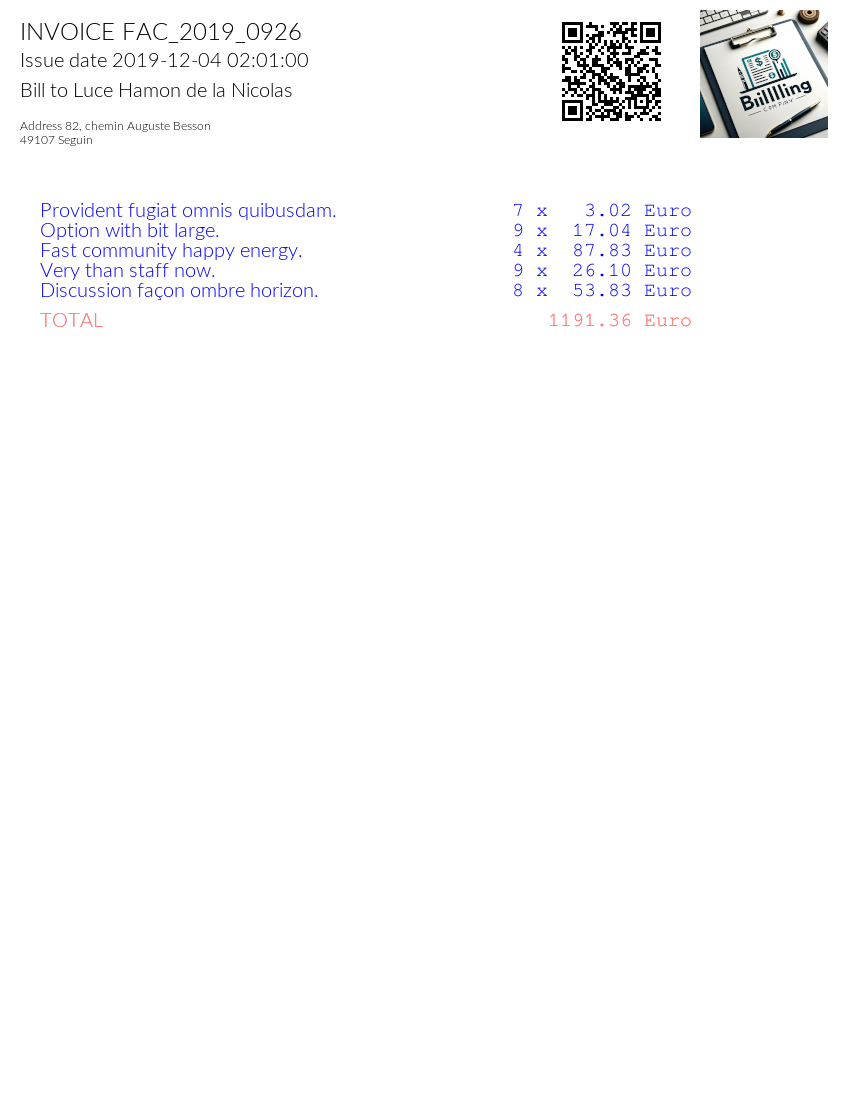 INVOICE FAC_2019_0926
Issue date 2019-12-04 02:01:00
Bill to Luce Hamon de la Nicolas
Address 82, chemin Auguste Besson
49107 Seguin
Biillling
COMPANY
Provident fugiat omnis quibusdam. 7 x 3.02 Euro
Option with bit large. 9 x 17.04 Euro
Fast community happy energy. 4 x 87.83 Euro
Very than staff now. 9 x 26.10 Euro
Discussion façon ombre horizon. 8 x 53.83 Euro
TOTAL 1191.36 Euro